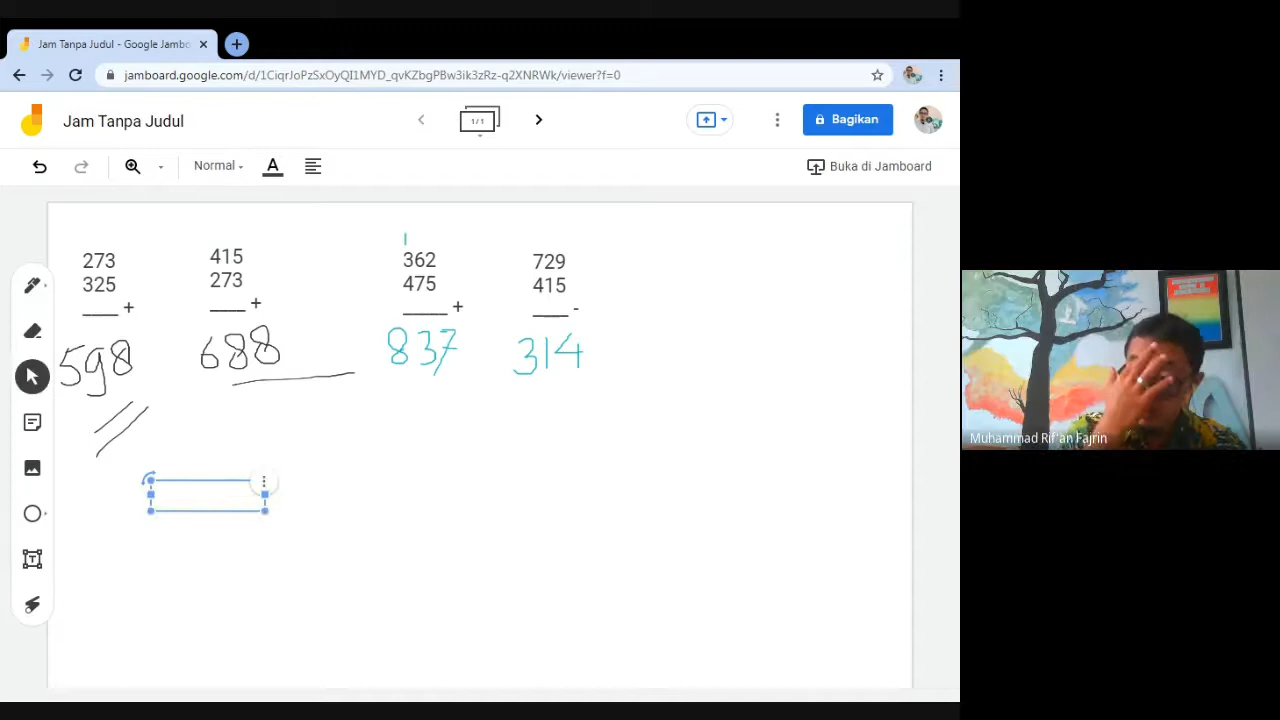 Jam Tanpa Judul - Google Jambo
jamboard.google.com/d/1CiqrJoPzSxOyQI1MYD_qvKZbgPBw3ik3zRz-q2XNRWk/viewer?f=0
Jam Tanpa Judul
1/1
Bagikan
Normal
A
Buka di Jamboard
273
325
+
598
415
273
+
688
1
362
475
+
837
729
415
-
314
Muhammad Rif'an Fajrin